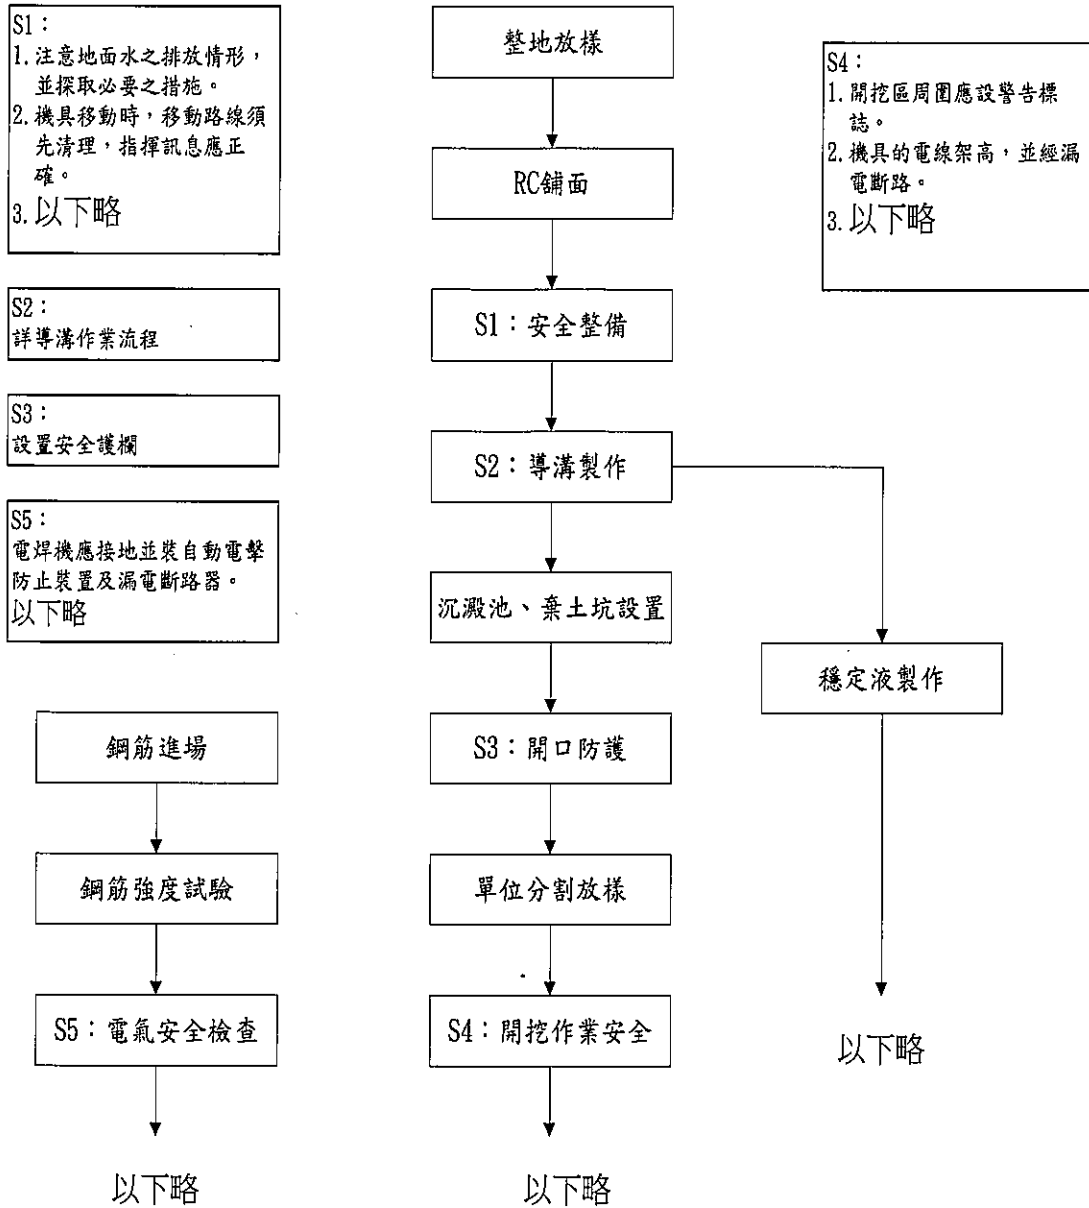 S1：
1. 注意地面水之排放情形，
並採取必要之措施。
2. 機具移動時，移動路線須
先清理，指揮訊息應正
確。
3. 以下略
S2：
詳導溝作業流程
S3：
設置安全護欄
S5：
電焊機應接地並裝自動電擊
防止裝置及漏電斷路器。
以下略
鋼筋進場
鋼筋強度試驗
S5：電氣安全檢查
以下略
整地放樣
RC舖面
S1：安全整備
S2：導溝製作
沉澱池、棄土坑設置
S3：開口防護
單位分割放樣
S4：開挖作業安全
以下略
S4：
1. 開挖區周圍應設警告標
誌。
2. 機具的電線架高，並經漏
電斷路。
3. 以下略
穩定液製作
以下略